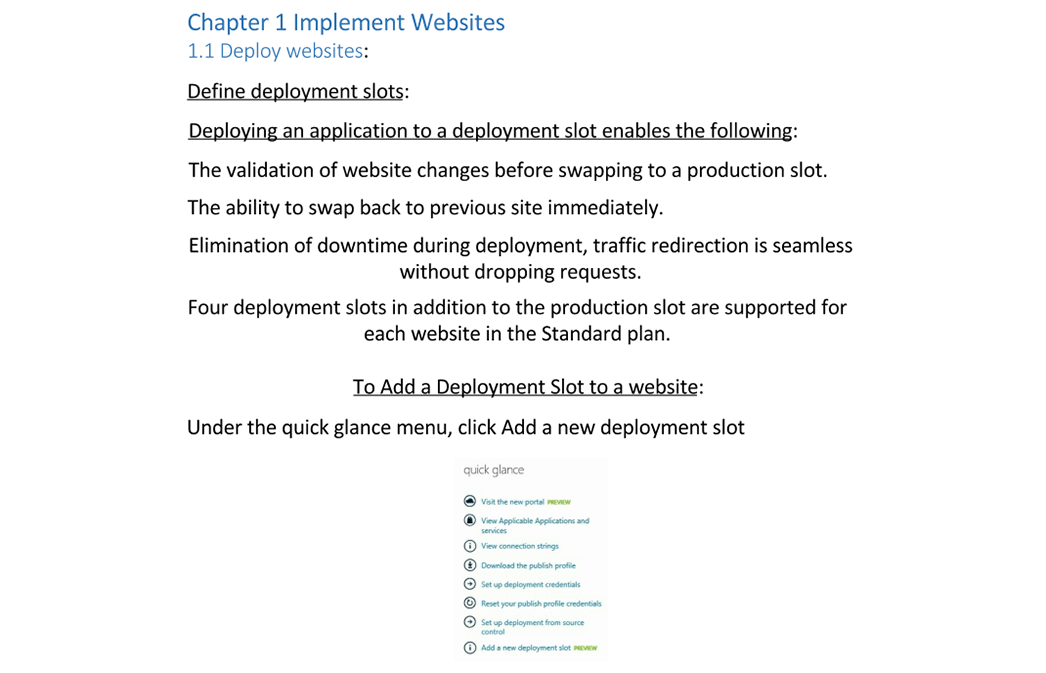 Chapter 1 Implement Websites
1.1 Deploy websites:
Define deployment slots:
Deploying an application to a deployment slot enables the following:
The validation of website changes before swapping to a production slot.
The ability to swap back to previous site immediately.
Elimination of downtime during deployment, traffic redirection is seamless
without dropping requests.
Four deployment slots in addition to the production slot are supported for
each website in the Standard plan.
To Add a Deployment Slot to a website:
Under the quick glance menu, click Add a new deployment slot
quick glance
Visit the new portal PREVIEW
View Applicable Applications and
services
View connection strings
Download the publish profile
Set up deployment credentials
Reset your publish profile credentials
Set up deployment from source
control
Add a new deployment slot PREVIEW